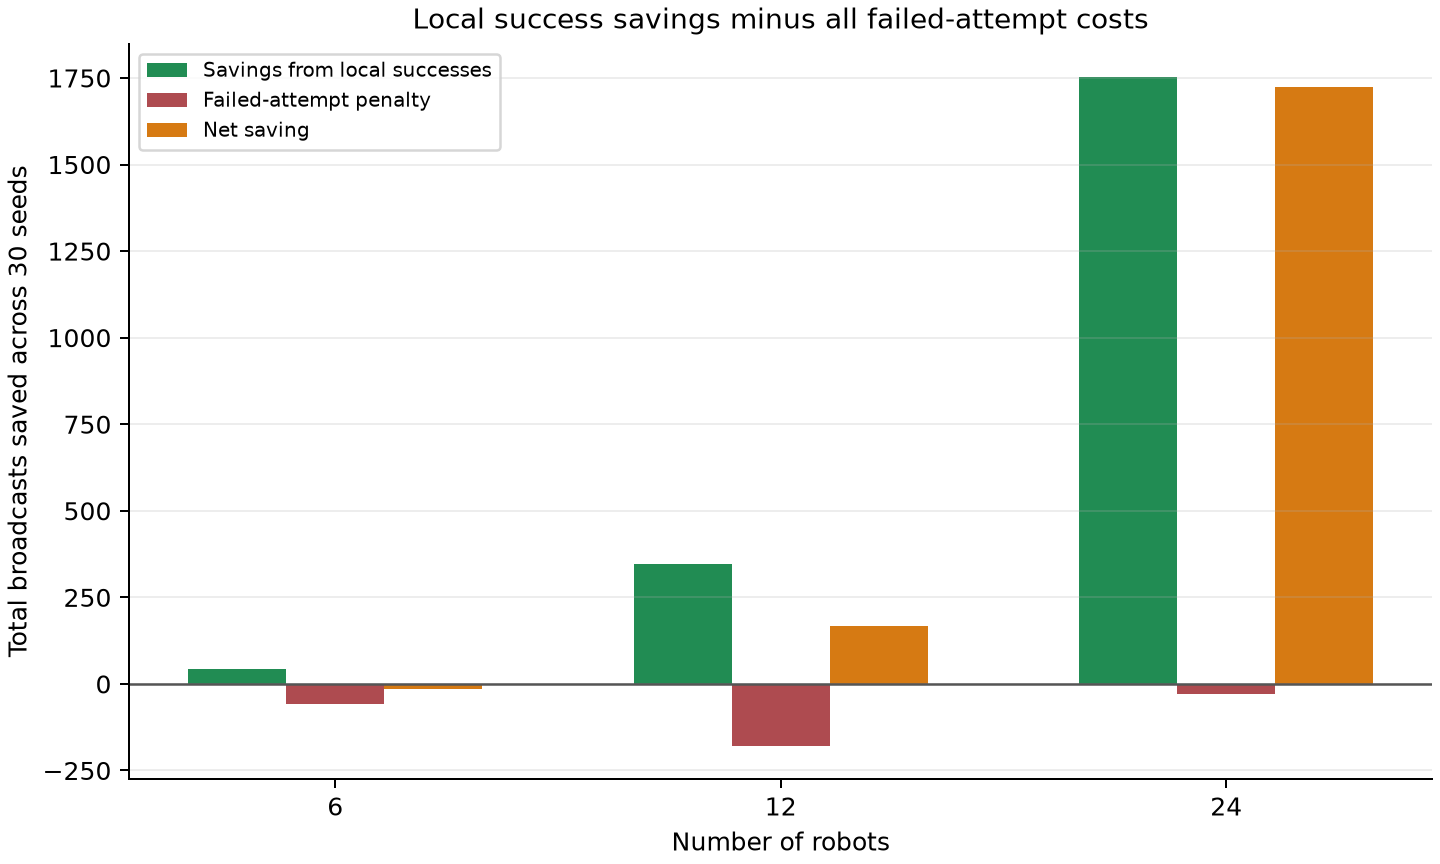 Local success savings minus all failed-attempt costs
Savings from local successes
Failed-attempt penalty
Net saving
Total broadcasts saved across 30 seeds
1750
1500
1250
1000
750
500
250
0
−250
6
12
24
Number of robots